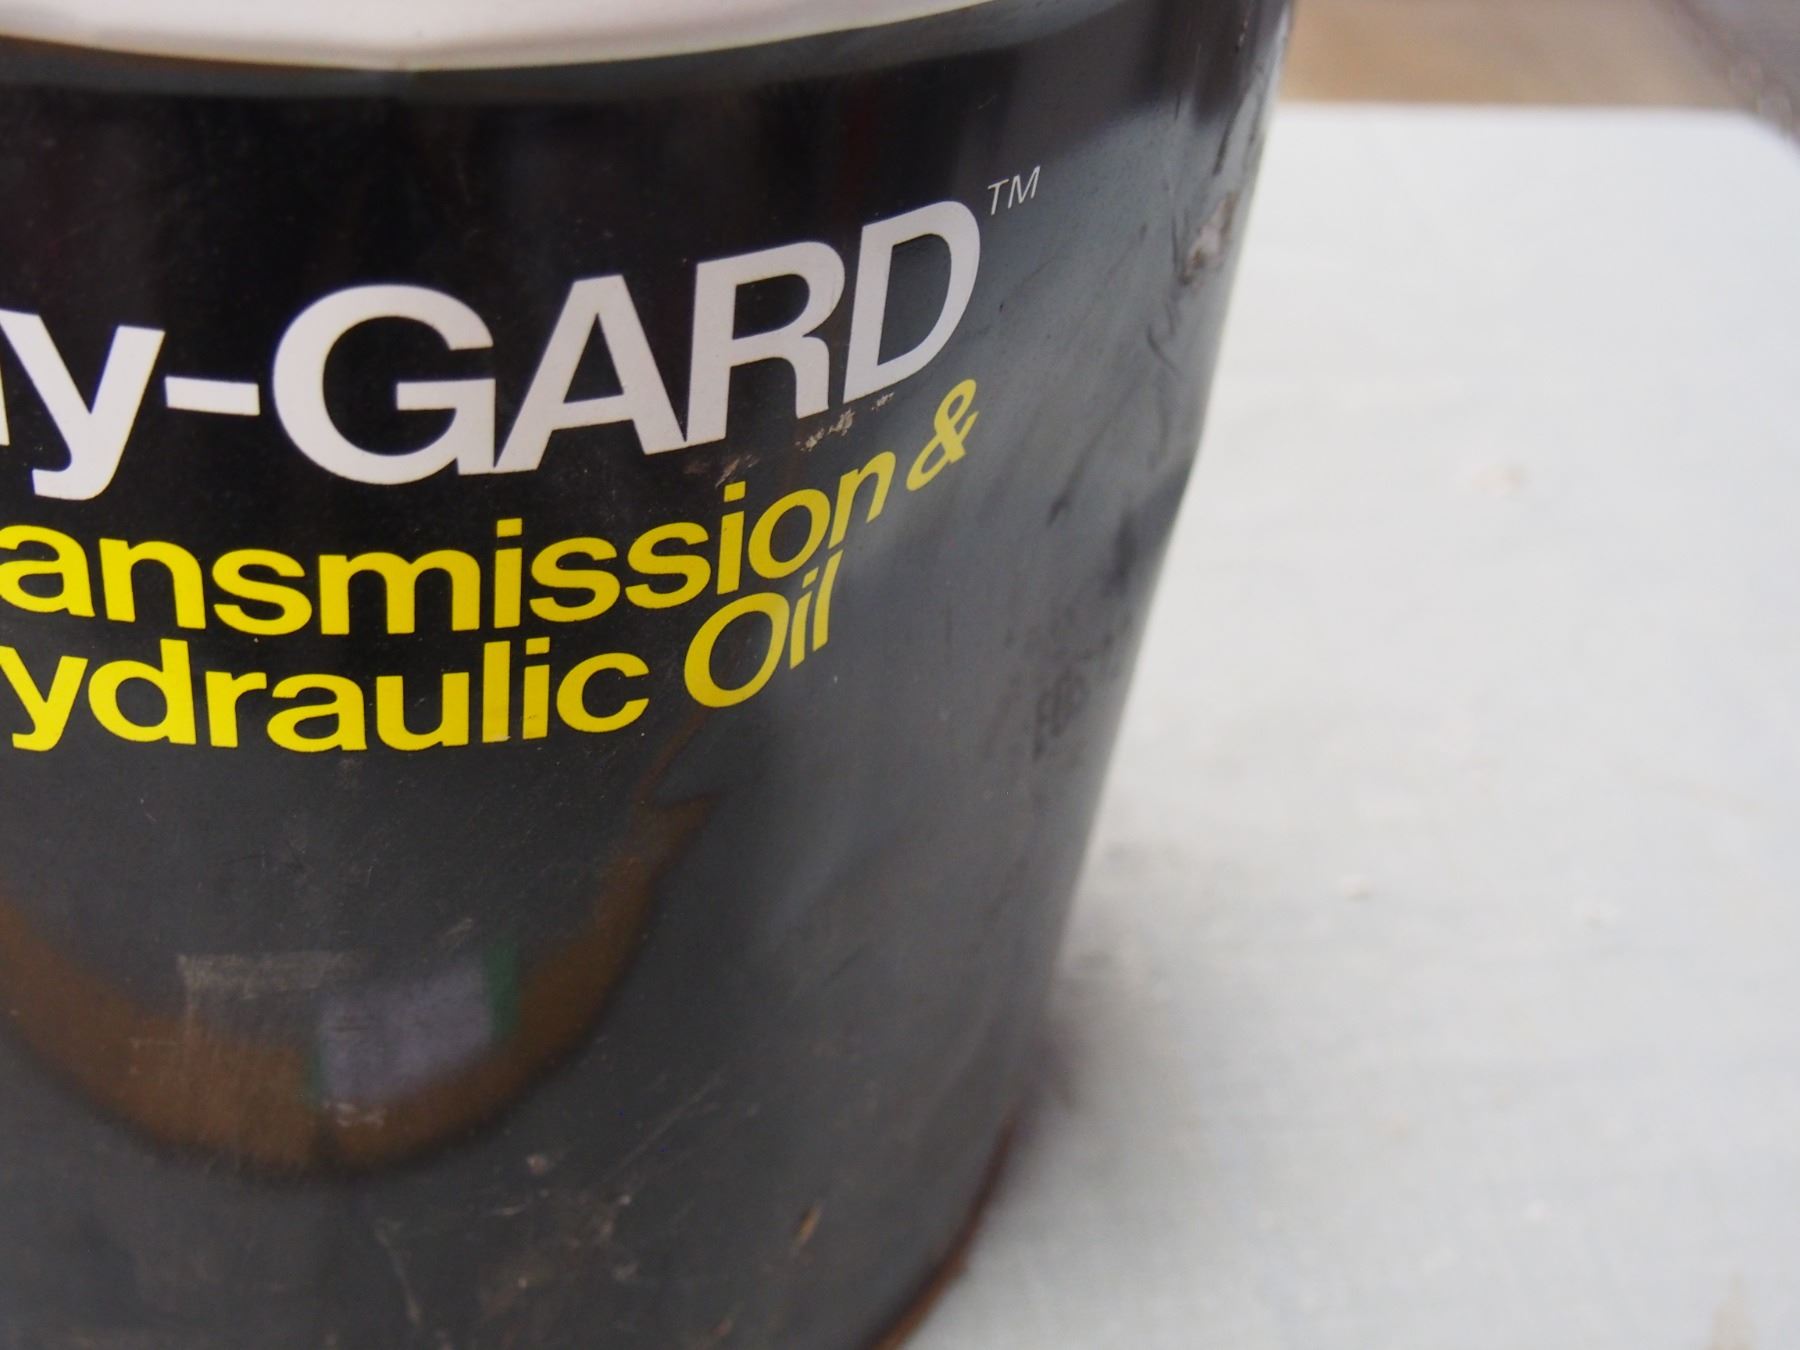 y-GARD™
ansmission &
ydraulic Oil